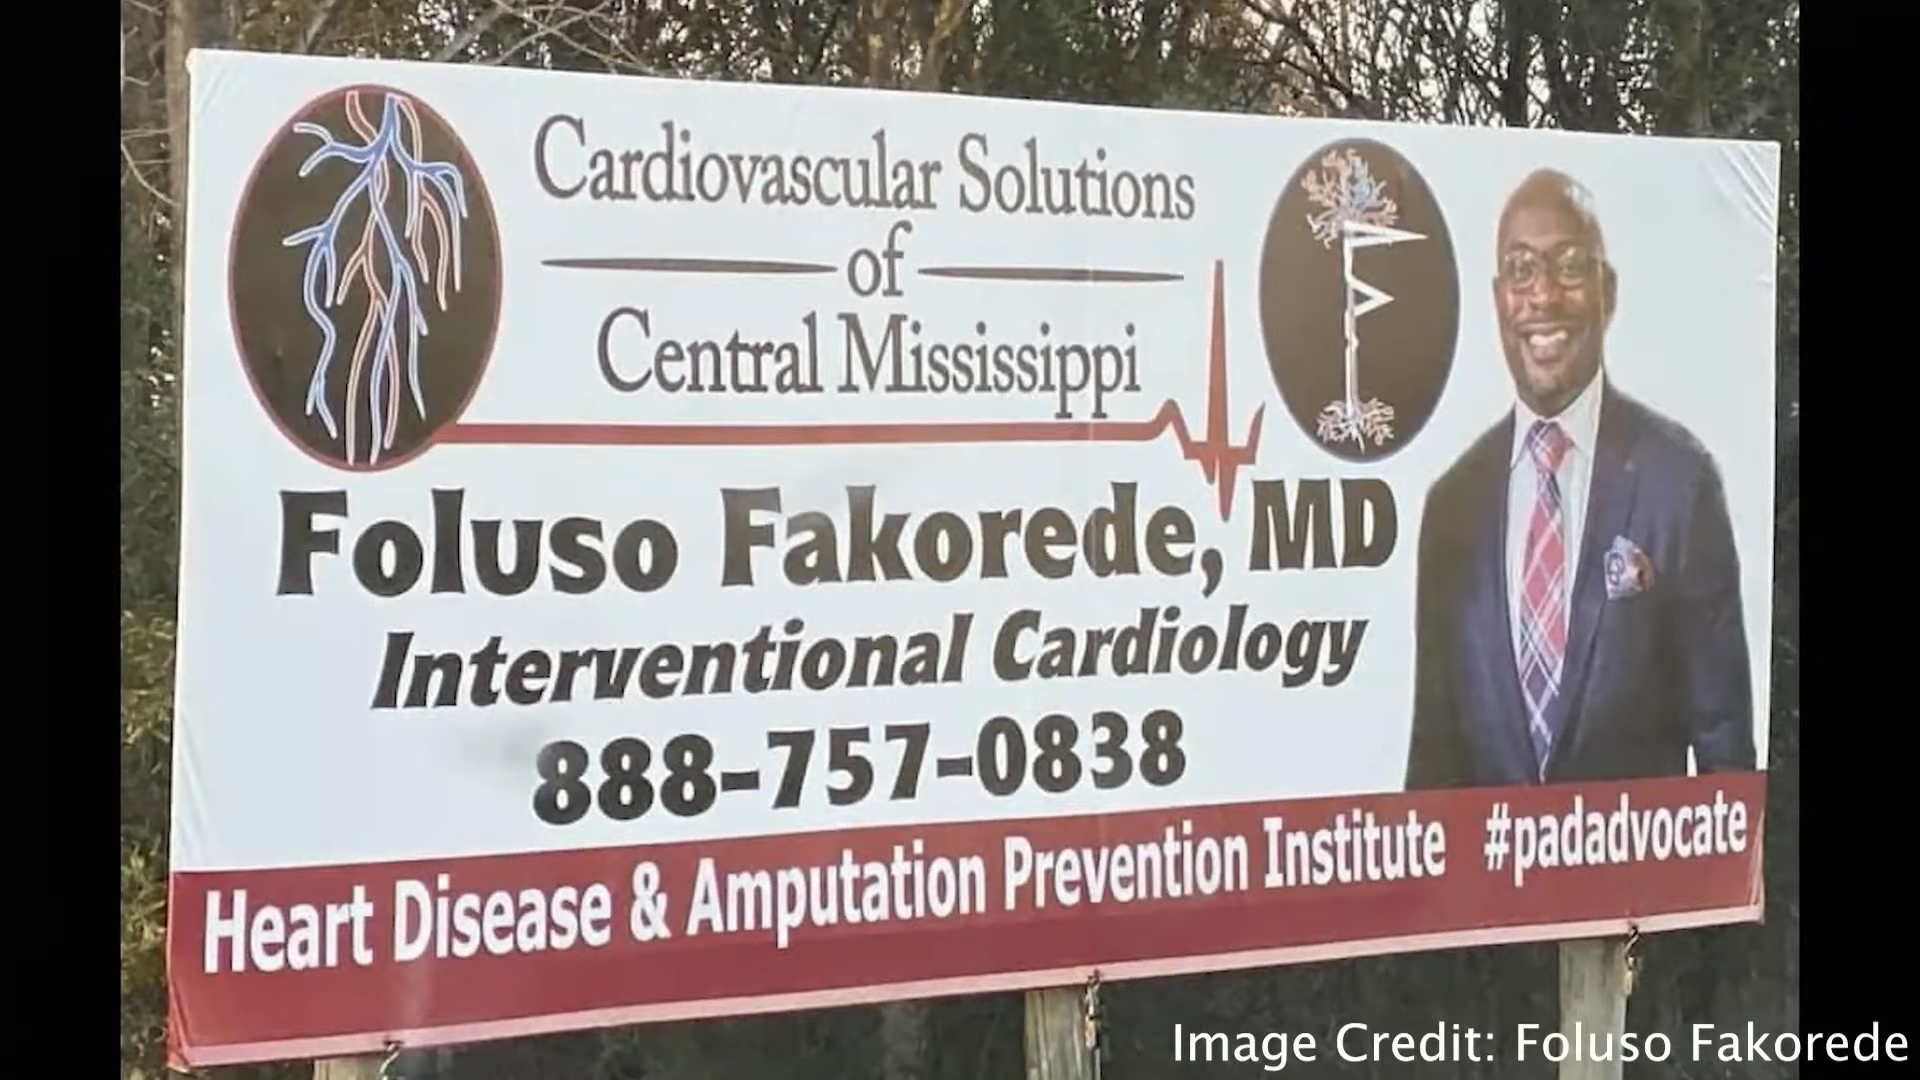 Cardiovascular Solutions
of
Central Mississippi
Foluso Fakorede, MD
Interventional Cardiology
888-757-0838
Heart Disease & Amputation Prevention Institute #padadvocate
Image Credit: Foluso Fakorede